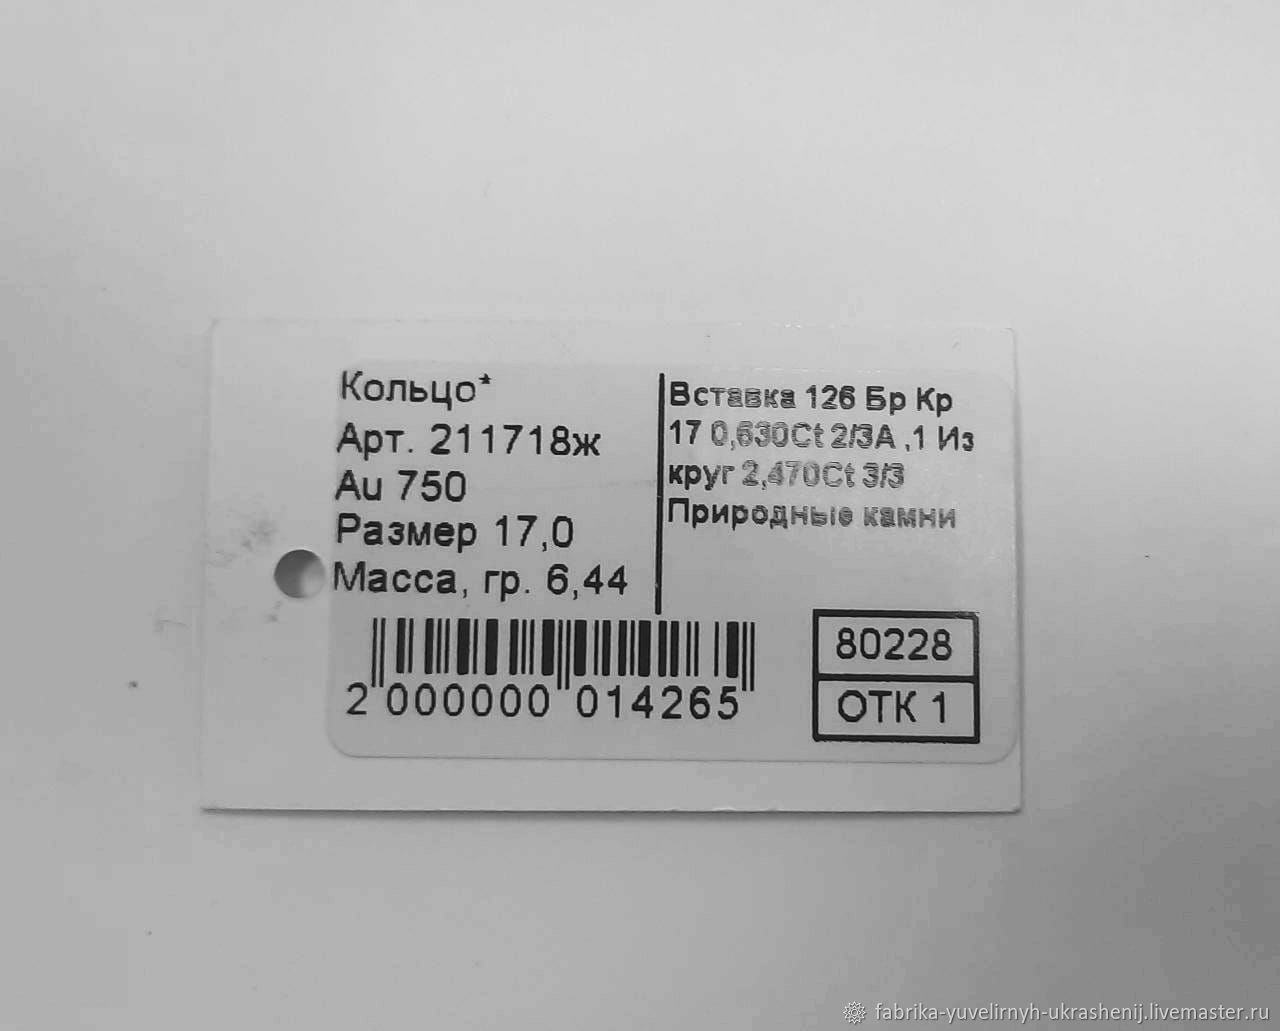 Кольцо*
Арт. 211718ж
Au 750
Размер 17,0
Масса, гр. 6,44
Вставка 126 Бр Кр
17 0,630Ct 2/3А ,1 Из
круг 2,470Ct 3/3
Природные камни
2 000000 014265
80228
ОТК 1
fabrika-yuvelirnyh-ukrashenij.livemaster.ru